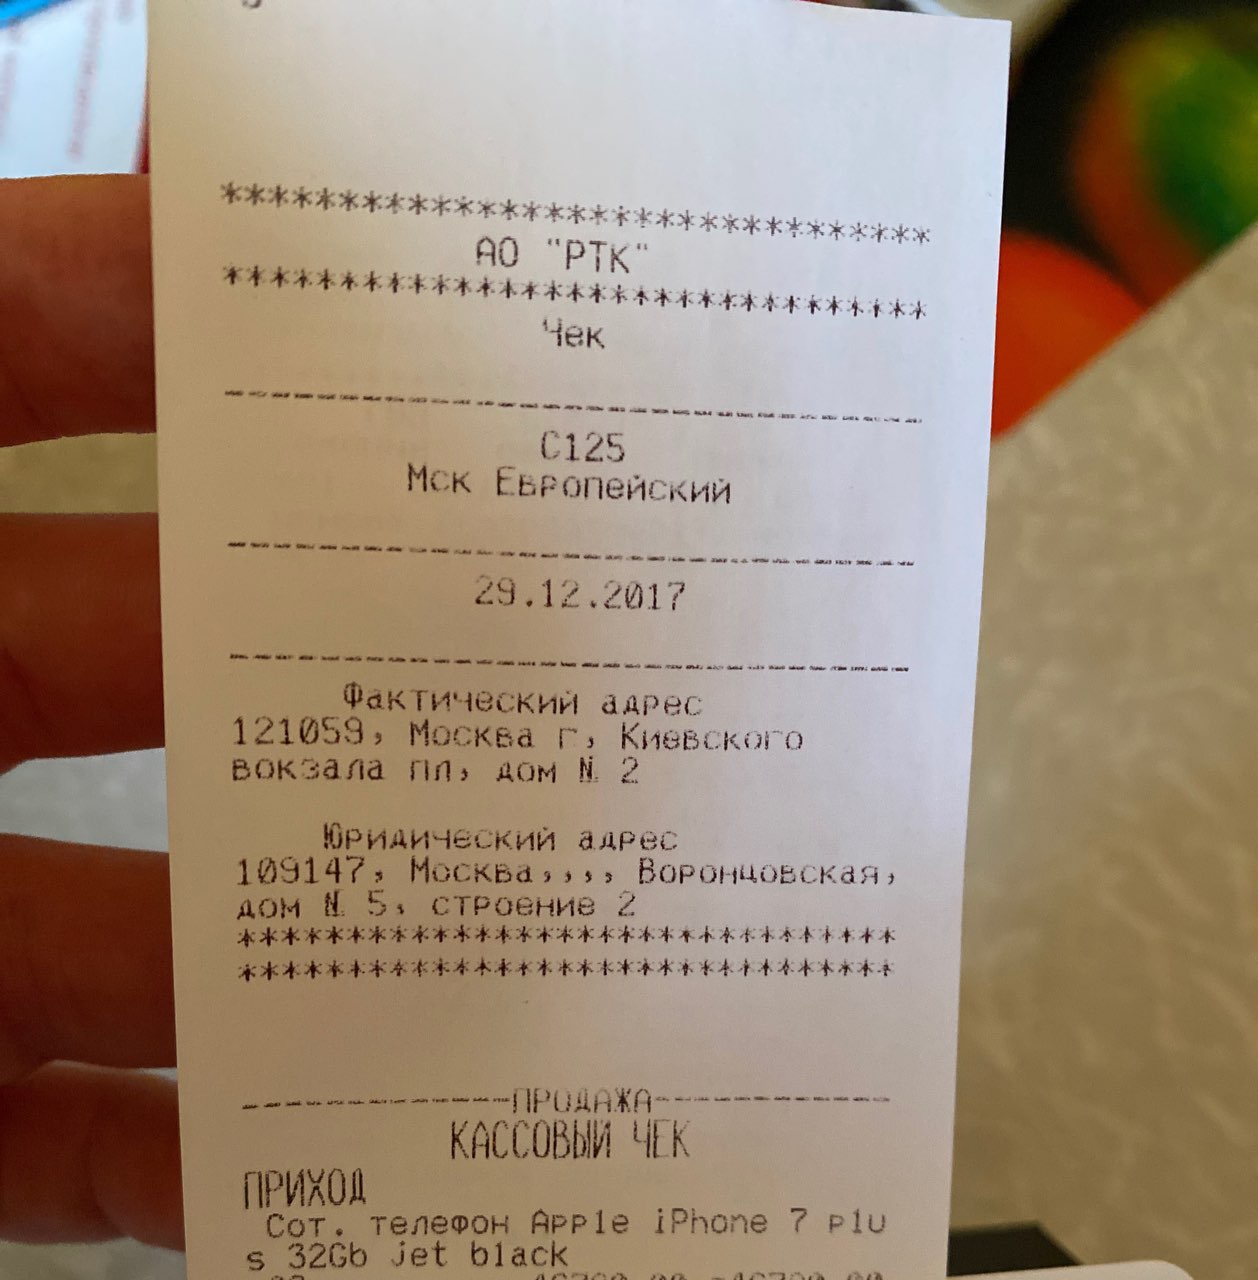 ******************************
АО "РТК"
******************************
Чек
С125
Мск Европейский
29.12.2017
Фактический адрес
121059, Москва г, Киевского
вокзала пл, дом № 2
Юридический адрес
109147, Москва,,,, Воронцовская,
дом № 5, строение 2
******************************
******************************
------------ПРОДАЖА-----------
КАССОВЫЙ ЧЕК
ПРИХОД
Сот. телефон Apple iPhone 7 plu
s 32Gb jet black